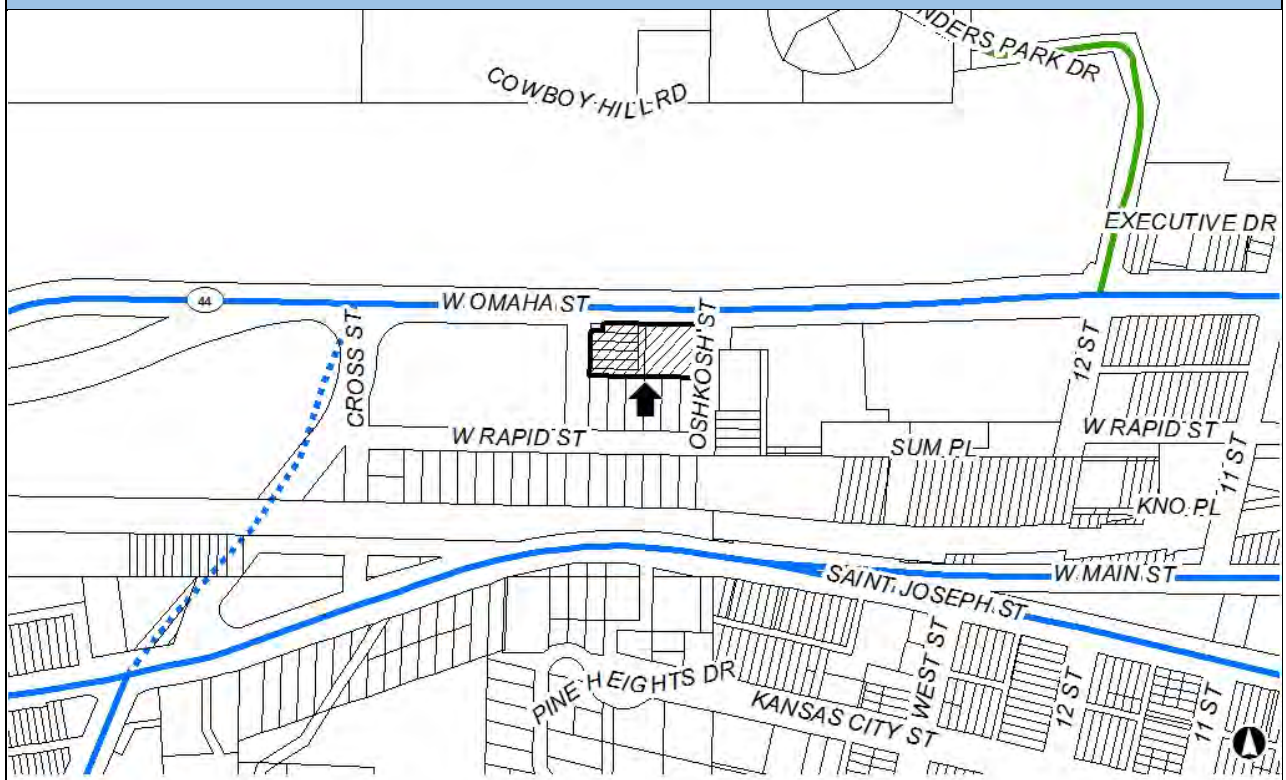 NDERS PARK DR
COWBOY HILL RD
EXECUTIVE DR
44
W OMAHA ST
CROSS ST
OSHKOSH ST
12 ST
W RAPID ST
W RAPID ST
SUM PL
11 ST
KNO PL
W MAIN ST
SAINT JOSEPH ST
PINE HEIGHTS DR
WEST ST
KANSAS CITY ST
12 ST
11 ST